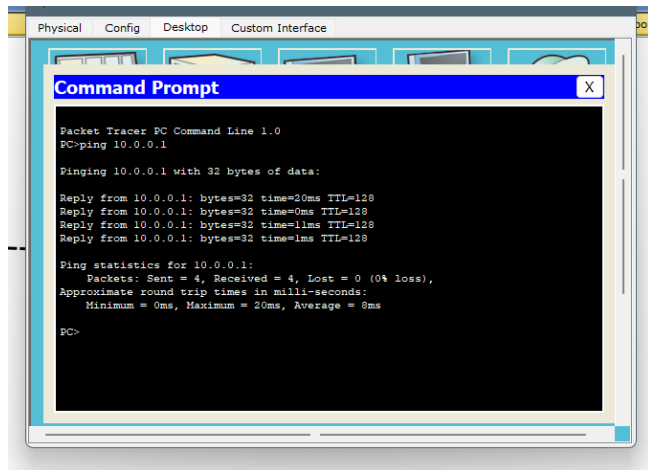 Physical Config Desktop Custom Interface
Command Prompt X
Packet Tracer PC Command Line 1.0
PC>ping 10.0.0.1
Pinging 10.0.0.1 with 32 bytes of data:
Reply from 10.0.0.1: bytes=32 time=20ms TTL=128
Reply from 10.0.0.1: bytes=32 time=0ms TTL=128
Reply from 10.0.0.1: bytes=32 time=11ms TTL=128
Reply from 10.0.0.1: bytes=32 time=1ms TTL=128
Ping statistics for 10.0.0.1:
Packets: Sent = 4, Received = 4, Lost = 0 (0% loss),
Approximate round trip times in milli-seconds:
Minimum = 0ms, Maximum = 20ms, Average = 8ms
PC>